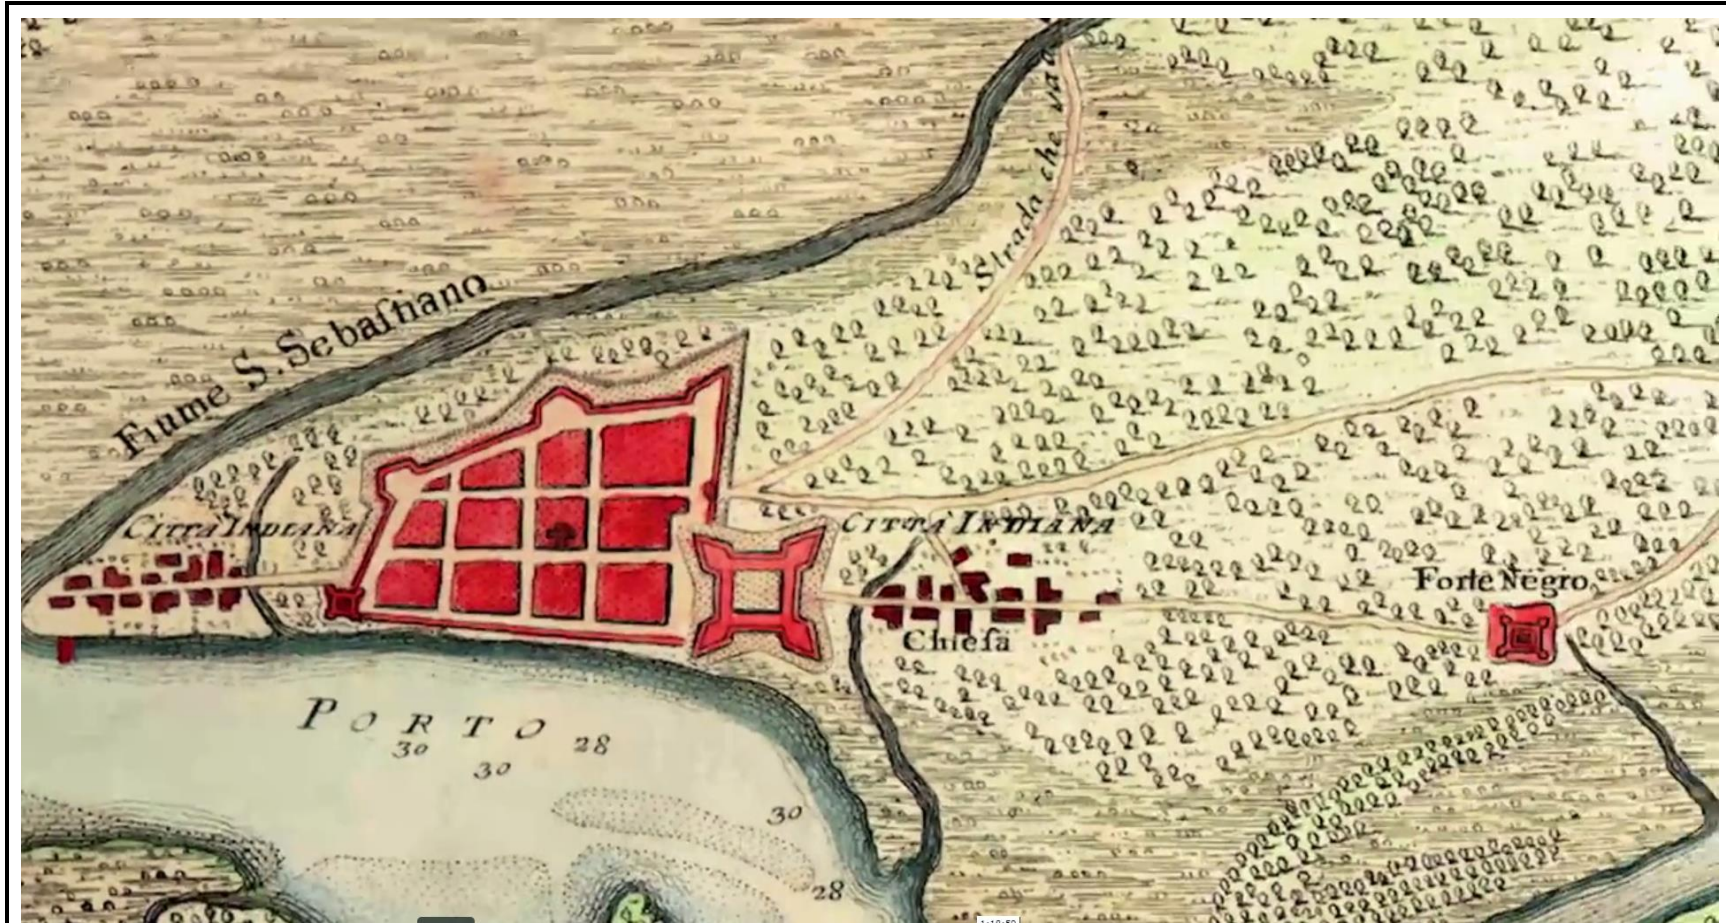 Strada che va a
Fiume S. Sebaſtiano
CITTA INDIANA
CITTA INDIANA
Forte Negro
Chieſa
PORTO
30
28
30
30
28